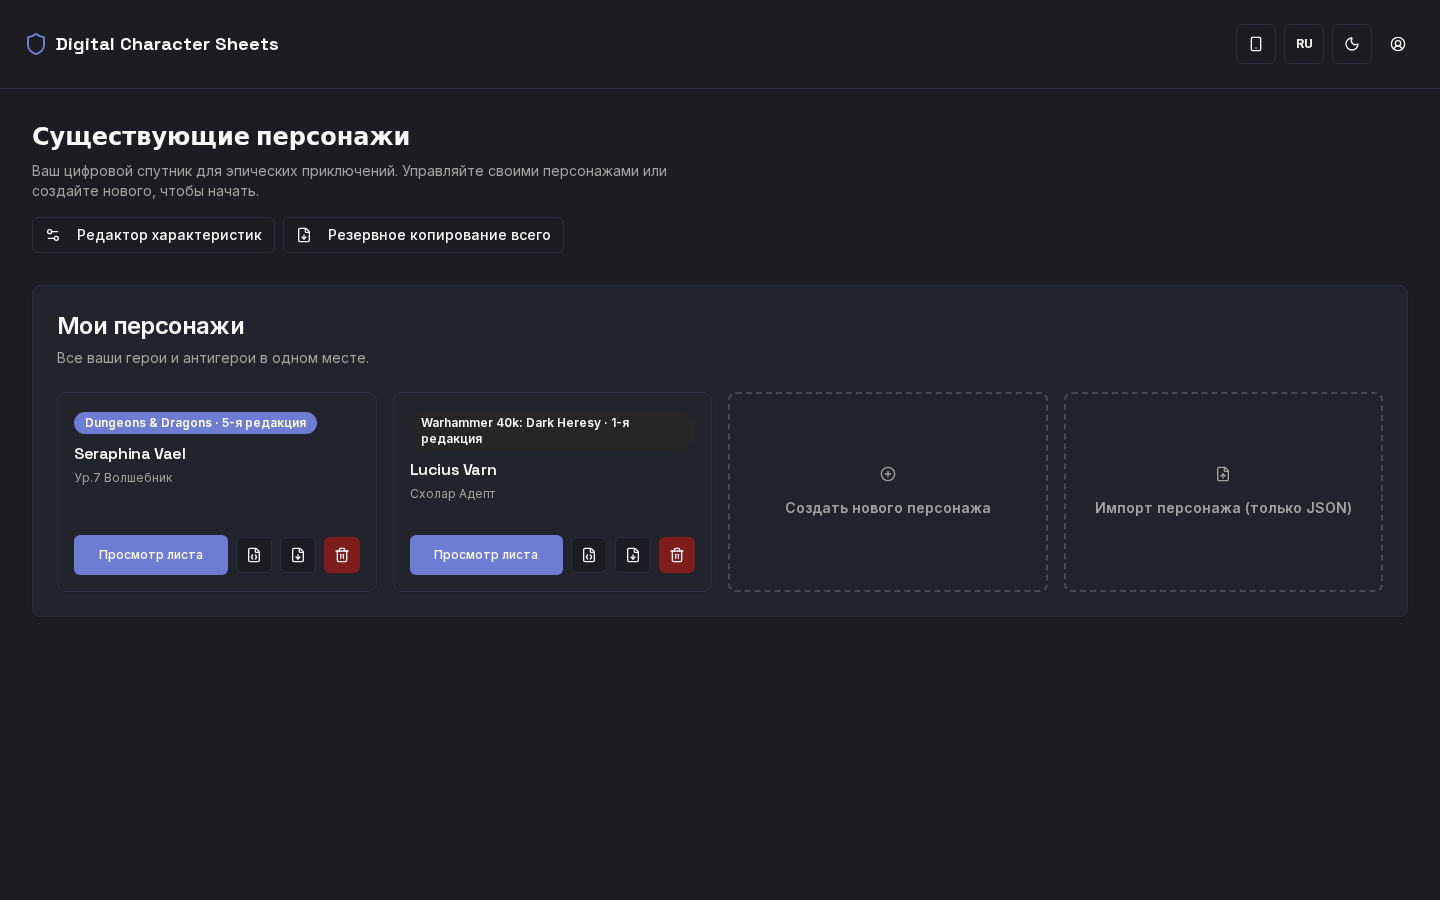 Digital Character Sheets
RU
Существующие персонажи
Ваш цифровой спутник для эпических приключений. Управляйте своими персонажами или
создайте нового, чтобы начать.
Редактор характеристик
Резервное копирование всего
Мои персонажи
Все ваши герои и антигерои в одном месте.
Dungeons & Dragons · 5-я редакция
Seraphina Vael
Ур.7 Волшебник
Просмотр листа
Warhammer 40k: Dark Heresy · 1-я
редакция
Lucius Varn
Схолар Адепт
Просмотр листа
Создать нового персонажа
Импорт персонажа (только JSON)